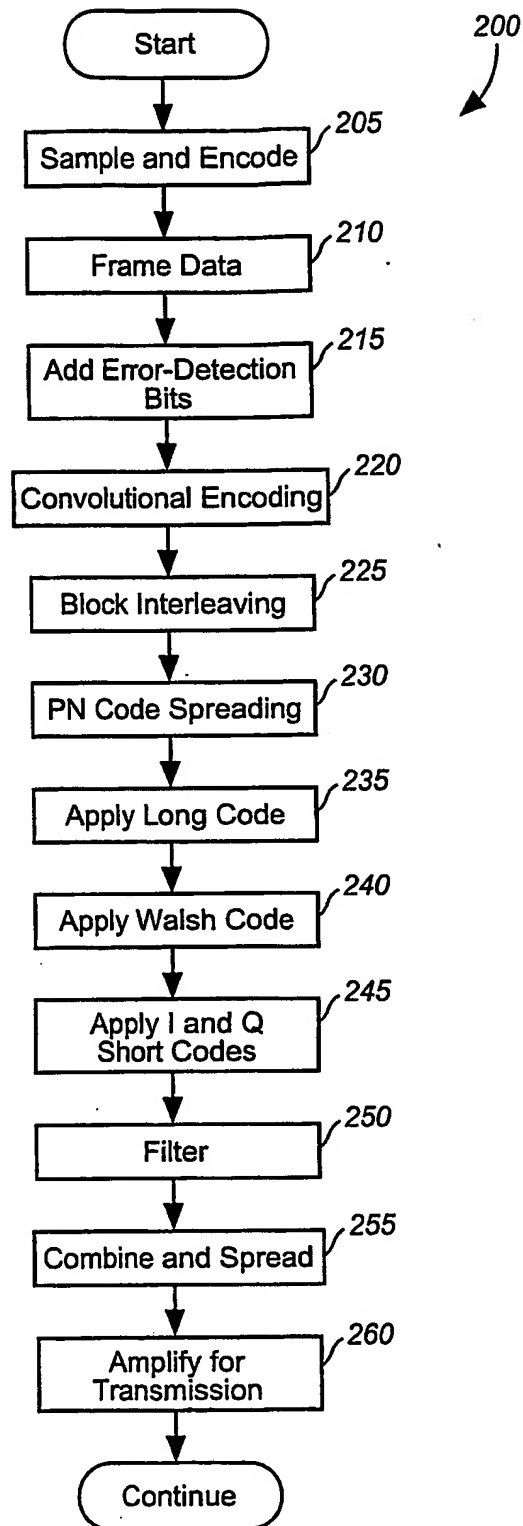 Start
200
205
Sample and Encode
210
Frame Data
215
Add Error-Detection
Bits
220
Convolutional Encoding
225
Block Interleaving
230
PN Code Spreading
235
Apply Long Code
240
Apply Walsh Code
245
Apply I and Q
Short Codes
250
Filter
255
Combine and Spread
260
Amplify for
Transmission
Continue